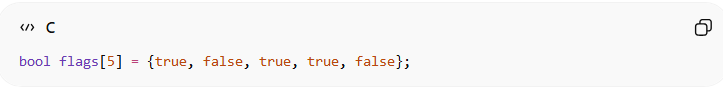 </> C
bool flags[5] = {true, false, true, true, false};